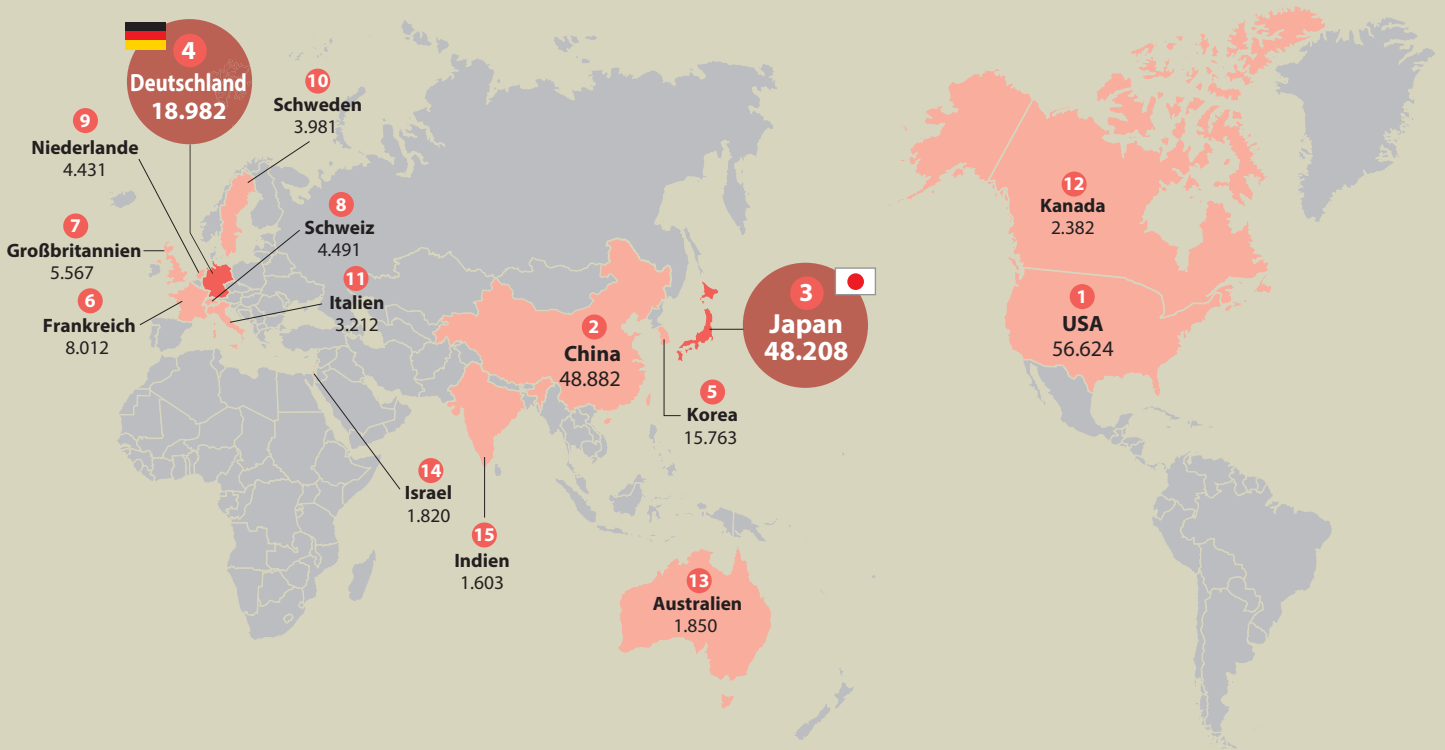 4
Deutschland
18.982
10
Schweden
3.981
9
Niederlande
4.431
8
Schweiz
4.491
7
Großbritannien
5.567
11
Italien
3.212
6
Frankreich
8.012
2
China
48.882
3
Japan
48.208
5
Korea
15.763
12
Kanada
2.382
1
USA
56.624
14
Israel
1.820
15
Indien
1.603
13
Australien
1.850